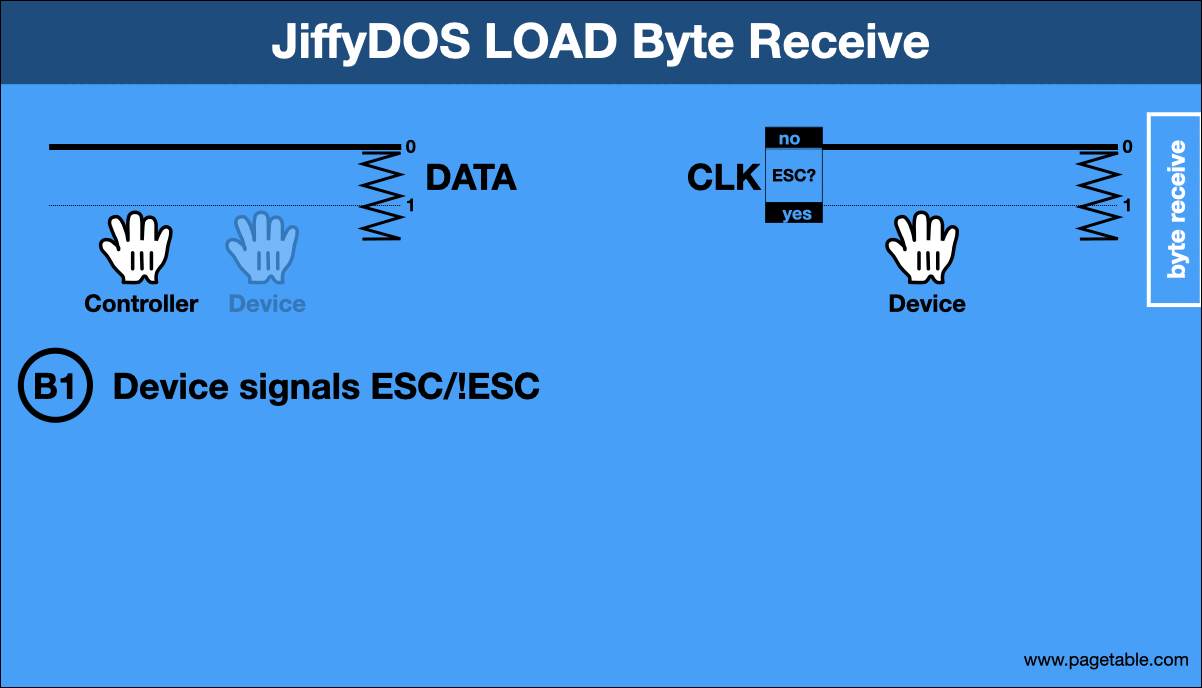 JiffyDOS LOAD Byte Receive
0
DATA
1
Controller
Device
CLK
no
ESC?
yes
0
1
Device
byte receive
B1 Device signals ESC/!ESC
www.pagetable.com